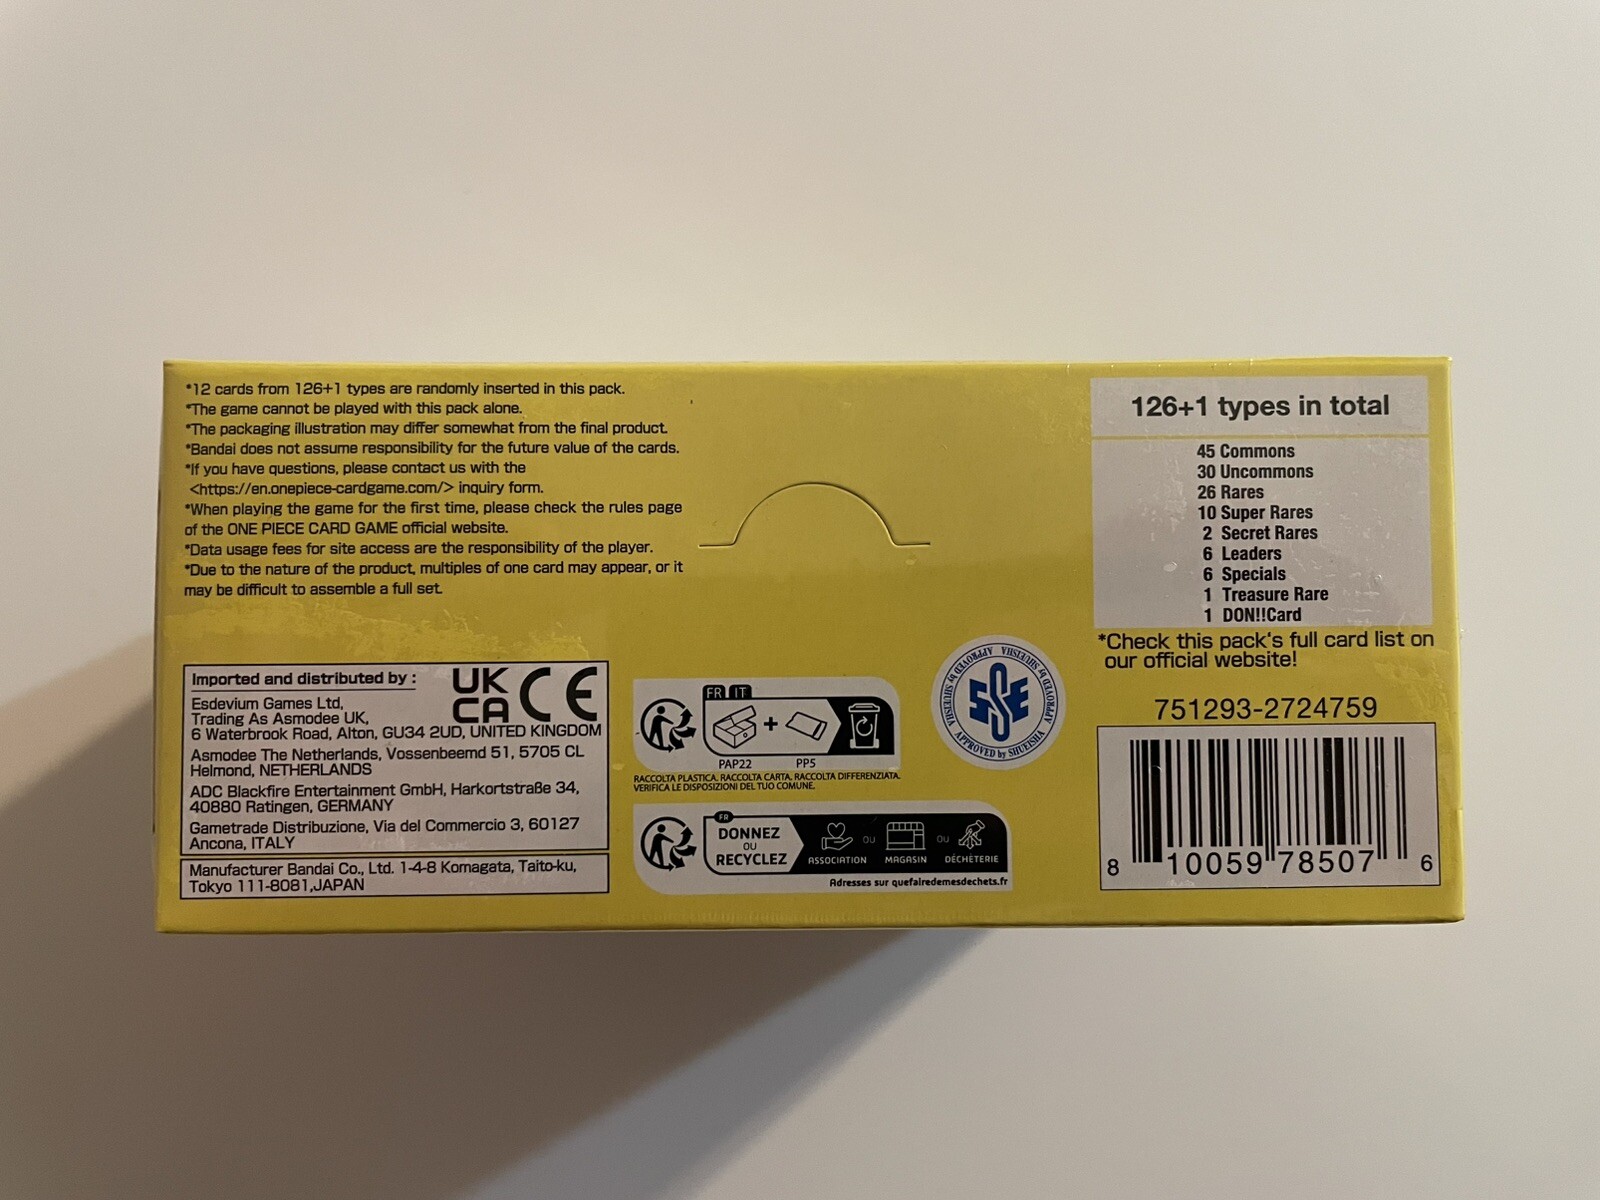 *12 cards from 126+1 types are randomly inserted in this pack.
*The game cannot be played with this pack alone.
*The packaging illustration may differ somewhat from the final product.
*Bandai does not assume responsibility for the future value of the cards.
*If you have questions, please contact us with the
<https://en.onepiece-cardgame.com/> inquiry form.
*When playing the game for the first time, please check the rules page
of the ONE PIECE CARD GAME official website.
*Data usage fees for site access are the responsibility of the player.
*Due to the nature of the product, multiples of one card may appear, or it
may be difficult to assemble a full set.
Imported and distributed by :
UK
CA
CE
Esdevium Games Ltd,
Trading As Asmodee UK,
6 Waterbrook Road, Alton, GU34 2UD, UNITED KINGDOM
Asmodee The Netherlands, Vossenbeemd 51, 5705 CL
Helmond, NETHERLANDS
ADC Blackfire Entertainment GmbH, Harkortstraße 34,
40880 Ratingen, GERMANY
Gametrade Distribuzione, Via del Commercio 3, 60127
Ancona, ITALY
Manufacturer Bandai Co., Ltd. 1-4-8 Komagata, Taito-ku,
Tokyo 111-8081,JAPAN
FR IT
+
PAP22 PP5
RACCOLTA PLASTICA. RACCOLTA CARTA. RACCOLTA DIFFERENZIATA.
VERIFICA LE DISPOSIZIONI DEL TUO COMUNE.
FR
DONNEZ
OU
RECYCLEZ
ASSOCIATION OU MAGASIN OU DÉCHÈTERIE
Adresses sur quefairedemesdechets.fr
APPROVED by SHUEISHA APPROVED by SHUEISHA APPROVED by SHUEISHA
SSE
126+1 types in total
45 Commons
30 Uncommons
26 Rares
10 Super Rares
2 Secret Rares
6 Leaders
6 Specials
1 Treasure Rare
1 DON!!Card
*Check this pack's full card list on
our official website!
751293-2724759
8 10059 78507 6